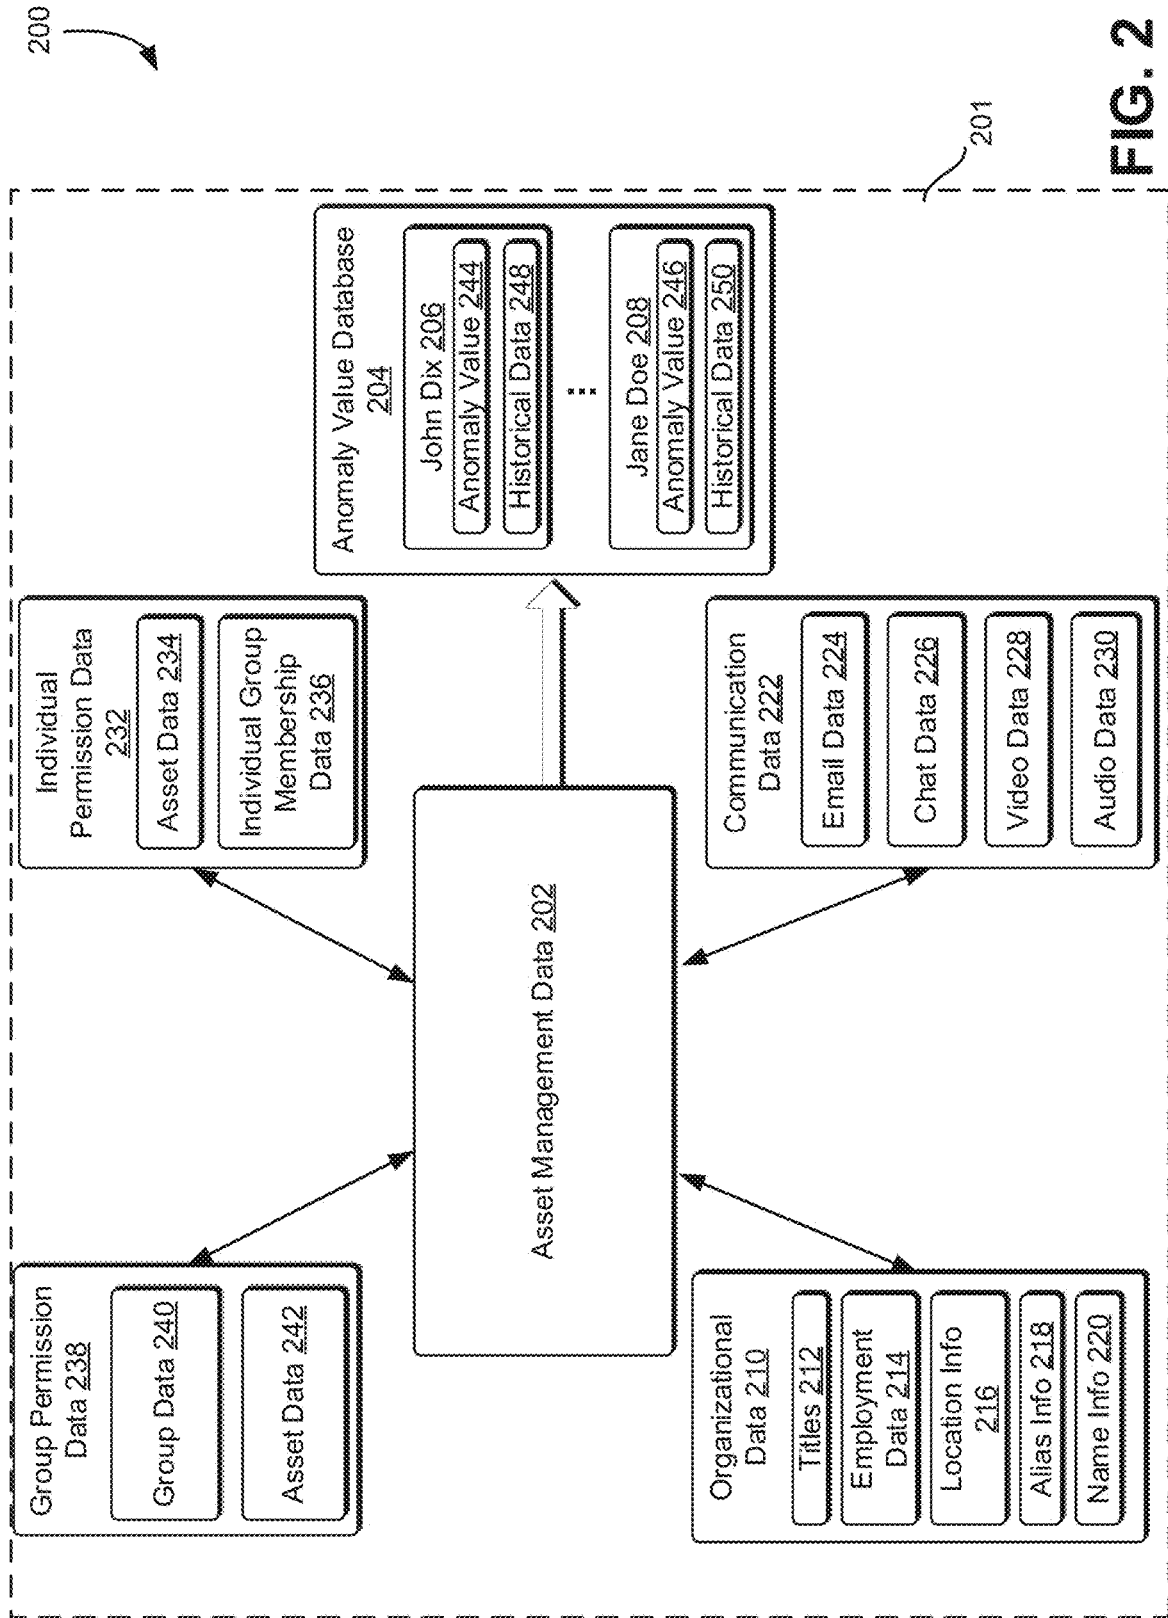 200
Group Permission
Data 238
Group Data 240
Asset Data 242
Individual
Permission Data
232
Asset Data 234
Individual Group
Membership
Data 236
Asset Management Data 202
Anomaly Value Database
204
John Dix 206
Anomaly Value 244
Historical Data 248
...
Jane Doe 208
Anomaly Value 246
Historical Data 250
Organizational
Data 210
Titles 212
Employment
Data 214
Location Info
216
Alias Info 218
Name Info 220
Communication
Data 222
Email Data 224
Chat Data 226
Video Data 228
Audio Data 230
201
FIG. 2